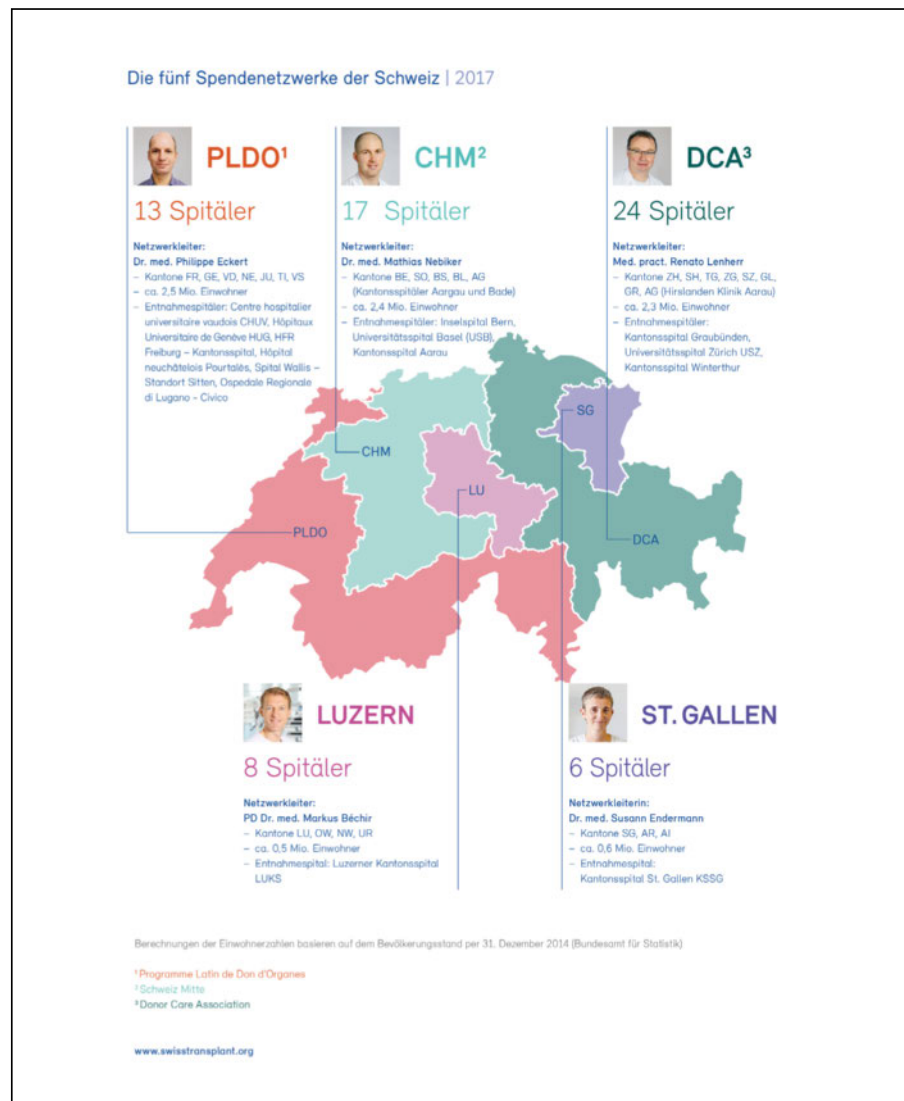 Die fünf Spendenetzwerke der Schweiz | 2017
PLDO¹
13 Spitäler
Netzwerkleiter:
Dr. med. Philippe Eckert
– Kantone FR, GE, VD, NE, JU, TI, VS
– ca. 2,5 Mio. Einwohner
– Entnahmespitäler: Centre hospitalier
universitaire vaudois CHUV, Hôpitaux
Universitaire de Genève HUG, HFR
Freiburg – Kantonsspital, Hôpital
neuchâtelois Pourtalès, Spital Wallis –
Standort Sitten, Ospedale Regionale
di Lugano - Civico
CHM²
17 Spitäler
Netzwerkleiter:
Dr. med. Mathias Nebiker
– Kantone BE, SO, BS, BL, AG
(Kantonsspitäler Aargau und Bade)
– ca. 2,4 Mio. Einwohner
– Entnahmespitäler: Inselspital Bern,
Universitätsspital Basel (USB),
Kantonsspital Aarau
DCA³
24 Spitäler
Netzwerkleiter:
Med. pract. Renato Lenherr
– Kantone ZH, SH, TG, ZG, SZ, GL,
GR, AG (Hirslanden Klinik Aarau)
– ca. 2,3 Mio. Einwohner
– Entnahmespitäler:
Kantonsspital Graubünden,
Universitätsspital Zürich USZ,
Kantonsspital Winterthur
SG
CHM
LU
PLDO
DCA
LUZERN
8 Spitäler
Netzwerkleiter:
PD Dr. med. Markus Béchir
– Kantone LU, OW, NW, UR
– ca. 0,5 Mio. Einwohner
– Entnahmespital: Luzerner Kantonsspital
LUKS
ST. GALLEN
6 Spitäler
Netzwerkleiterin:
Dr. med. Susann Endermann
– Kantone SG, AR, AI
– ca. 0,6 Mio. Einwohner
– Entnahmespital:
Kantonsspital St. Gallen KSSG
Berechnungen der Einwohnerzahlen basieren auf dem Bevölkerungsstand per 31. Dezember 2014 (Bundesamt für Statistik)
¹ Programme Latin de Don d'Organes
² Schweiz Mitte
³ Donor Care Association
www.swisstransplant.org